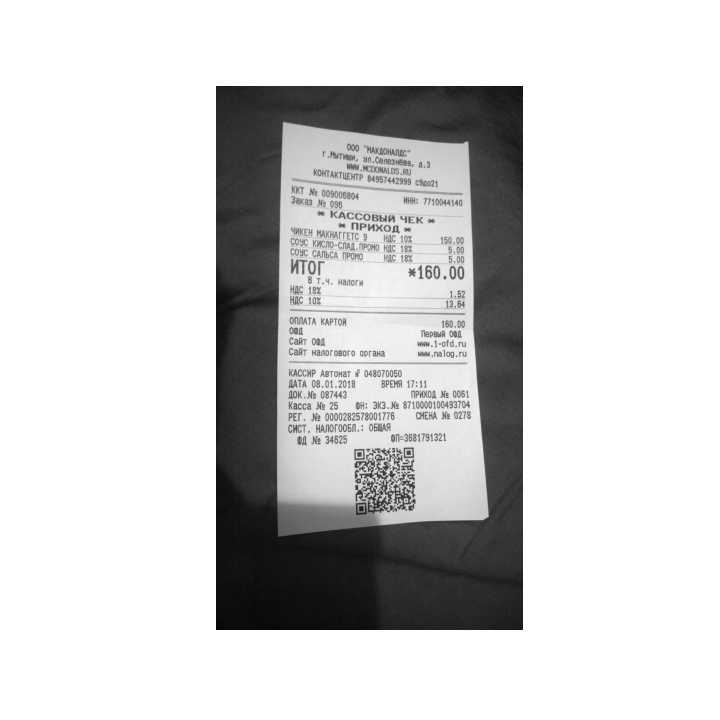 ООО "МАКДОНАЛДС"
г.Мытищи, ул.Селезнёва, д.3
WWW.MCDONALDS.RU
КОНТАКТЦЕНТР 84957442999 с9до21
ККТ № 009006804 ИНН: 7710044140
Заказ № 096
* КАССОВЫЙ ЧЕК *
* ПРИХОД *
ЧИКЕН МАКНАГГЕТС 9 НДС 10% 150.00
СОУС КИСЛО-СЛАД.ПРОМО НДС 18% 5.00
СОУС САЛЬСА ПРОМО НДС 18% 5.00
ИТОГ *160.00
В т.ч. налоги
НДС 18% 1.52
НДС 10% 13.64
ОПЛАТА КАРТОЙ 160.00
ОФД Первый ОФД
Сайт ОФД www.1-ofd.ru
Сайт налогового органа www.nalog.ru
КАССИР Автомат № 048070050
ДАТА 08.01.2018 ВРЕМЯ 17:11
ДОК.№ 087443 ПРИХОД № 0061
Касса № 25 ФН: ЭКЗ.№ 8710000100493704
РЕГ. № 0000282578001776 СМЕНА № 0278
СИСТ. НАЛОГООБЛ.: ОБЩАЯ
ФД № 34625 ФП=3681791321